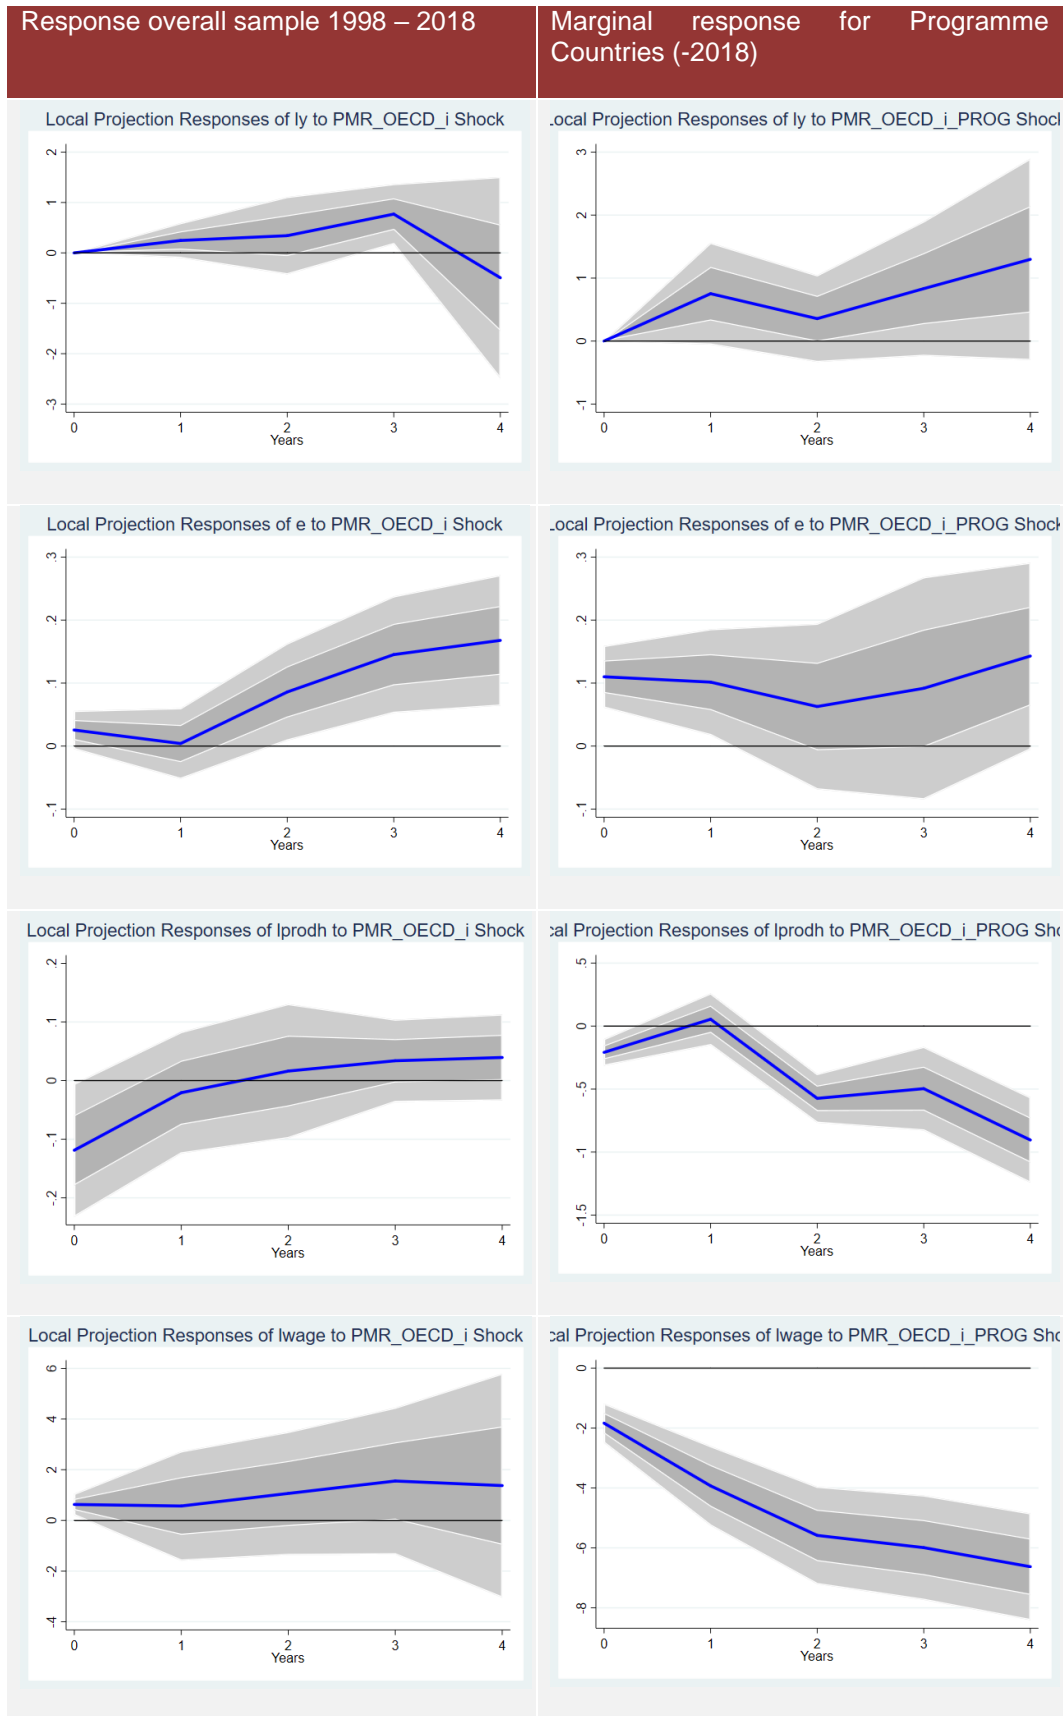 Response overall sample 1998 – 2018
Marginal response for Programme
Countries (-2018)
Local Projection Responses of ly to PMR_OECD_i Shock
2
1
0
-1
-2
-3
0 1 2 3 4
Years
Local Projection Responses of ly to PMR_OECD_i_PROG Shock
3
2
1
0
-1
0 1 2 3 4
Years
Local Projection Responses of e to PMR_OECD_i Shock
.3
.2
.1
0
-.1
0 1 2 3 4
Years
Local Projection Responses of e to PMR_OECD_i_PROG Shock
.3
.2
.1
0
-.1
0 1 2 3 4
Years
Local Projection Responses of lprodh to PMR_OECD_i Shock
.2
.1
0
-.1
-.2
0 1 2 3 4
Years
cal Projection Responses of lprodh to PMR_OECD_i_PROG Sho
.5
0
-.5
-1
-1.5
0 1 2 3 4
Years
Local Projection Responses of lwage to PMR_OECD_i Shock
6
4
2
0
-2
-4
0 1 2 3 4
Years
cal Projection Responses of lwage to PMR_OECD_i_PROG Sho
0
-2
-4
-6
-8
0 1 2 3 4
Years